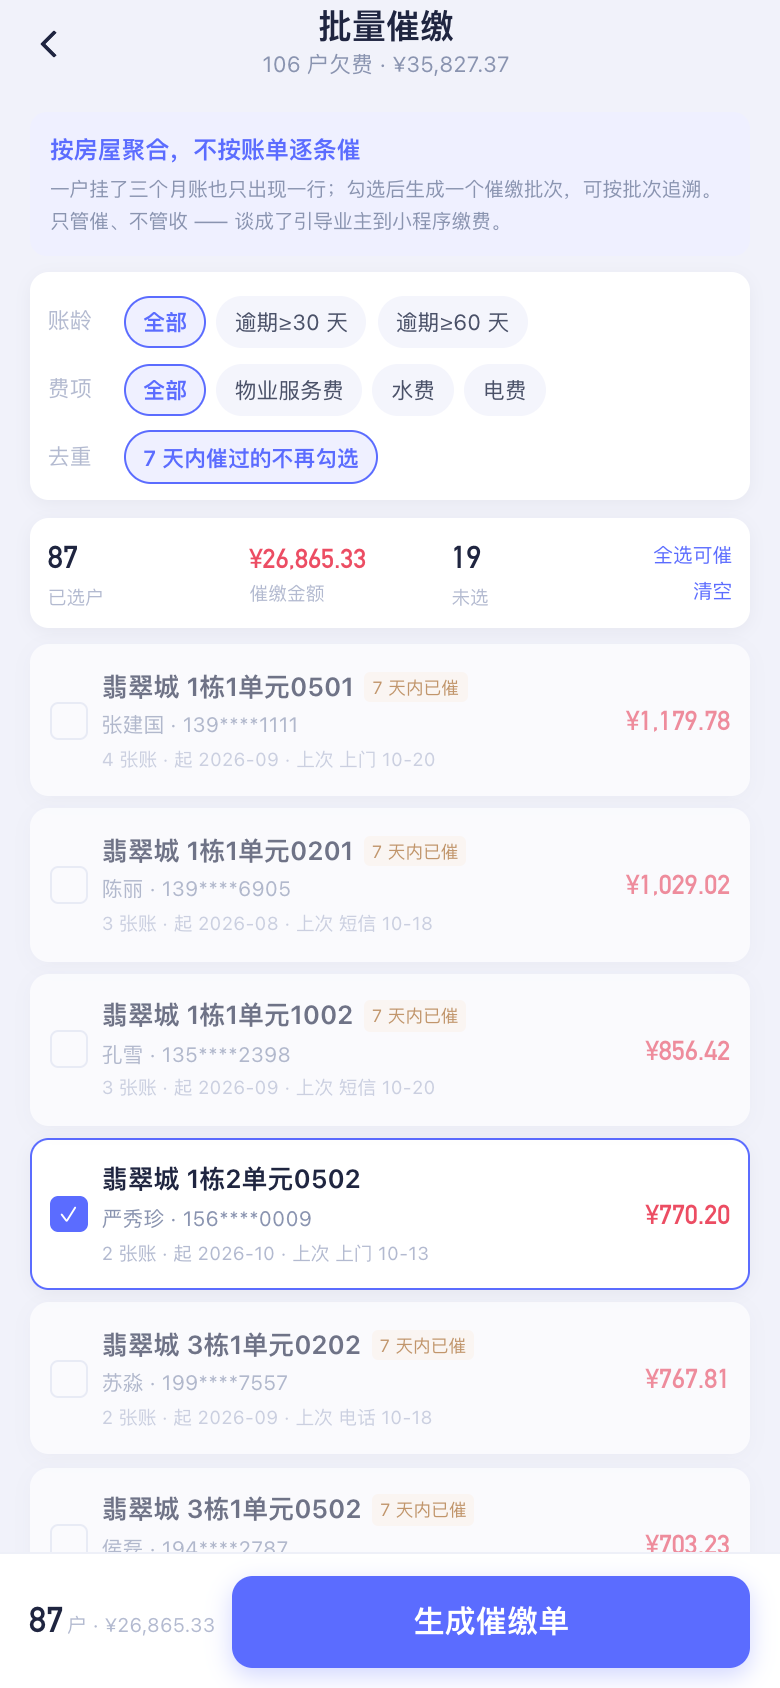 批量催缴
106 户欠费 · ¥35,827.37
按房屋聚合，不按账单逐条催
一户挂了三个月账也只出现一行；勾选后生成一个催缴批次，可按批次追溯。
只管催、不管收 —— 谈成了引导业主到小程序缴费。
账龄 全部 逾期≥30 天 逾期≥60 天
费项 全部 物业服务费 水费 电费
去重 7 天内催过的不再勾选
87 ¥26,865.33 19 全选可催
已选户 催缴金额 未选 清空
翡翠城 1栋1单元0501 7 天内已催
张建国 · 139****1111 ¥1,179.78
4 张账 · 起 2026-09 · 上次 上门 10-20
翡翠城 1栋1单元0201 7 天内已催
陈丽 · 139****6905 ¥1,029.02
3 张账 · 起 2026-08 · 上次 短信 10-18
翡翠城 1栋1单元1002 7 天内已催
孔雪 · 135****2398 ¥856.42
3 张账 · 起 2026-09 · 上次 短信 10-20
翡翠城 1栋2单元0502
严秀珍 · 156****0009 ¥770.20
2 张账 · 起 2026-10 · 上次 上门 10-13
翡翠城 3栋1单元0202 7 天内已催
苏淼 · 199****7557 ¥767.81
2 张账 · 起 2026-09 · 上次 电话 10-18
翡翠城 3栋1单元0502 7 天内已催
侯磊 · 194****2787 ¥703.23
87 户 · ¥26,865.33 生成催缴单